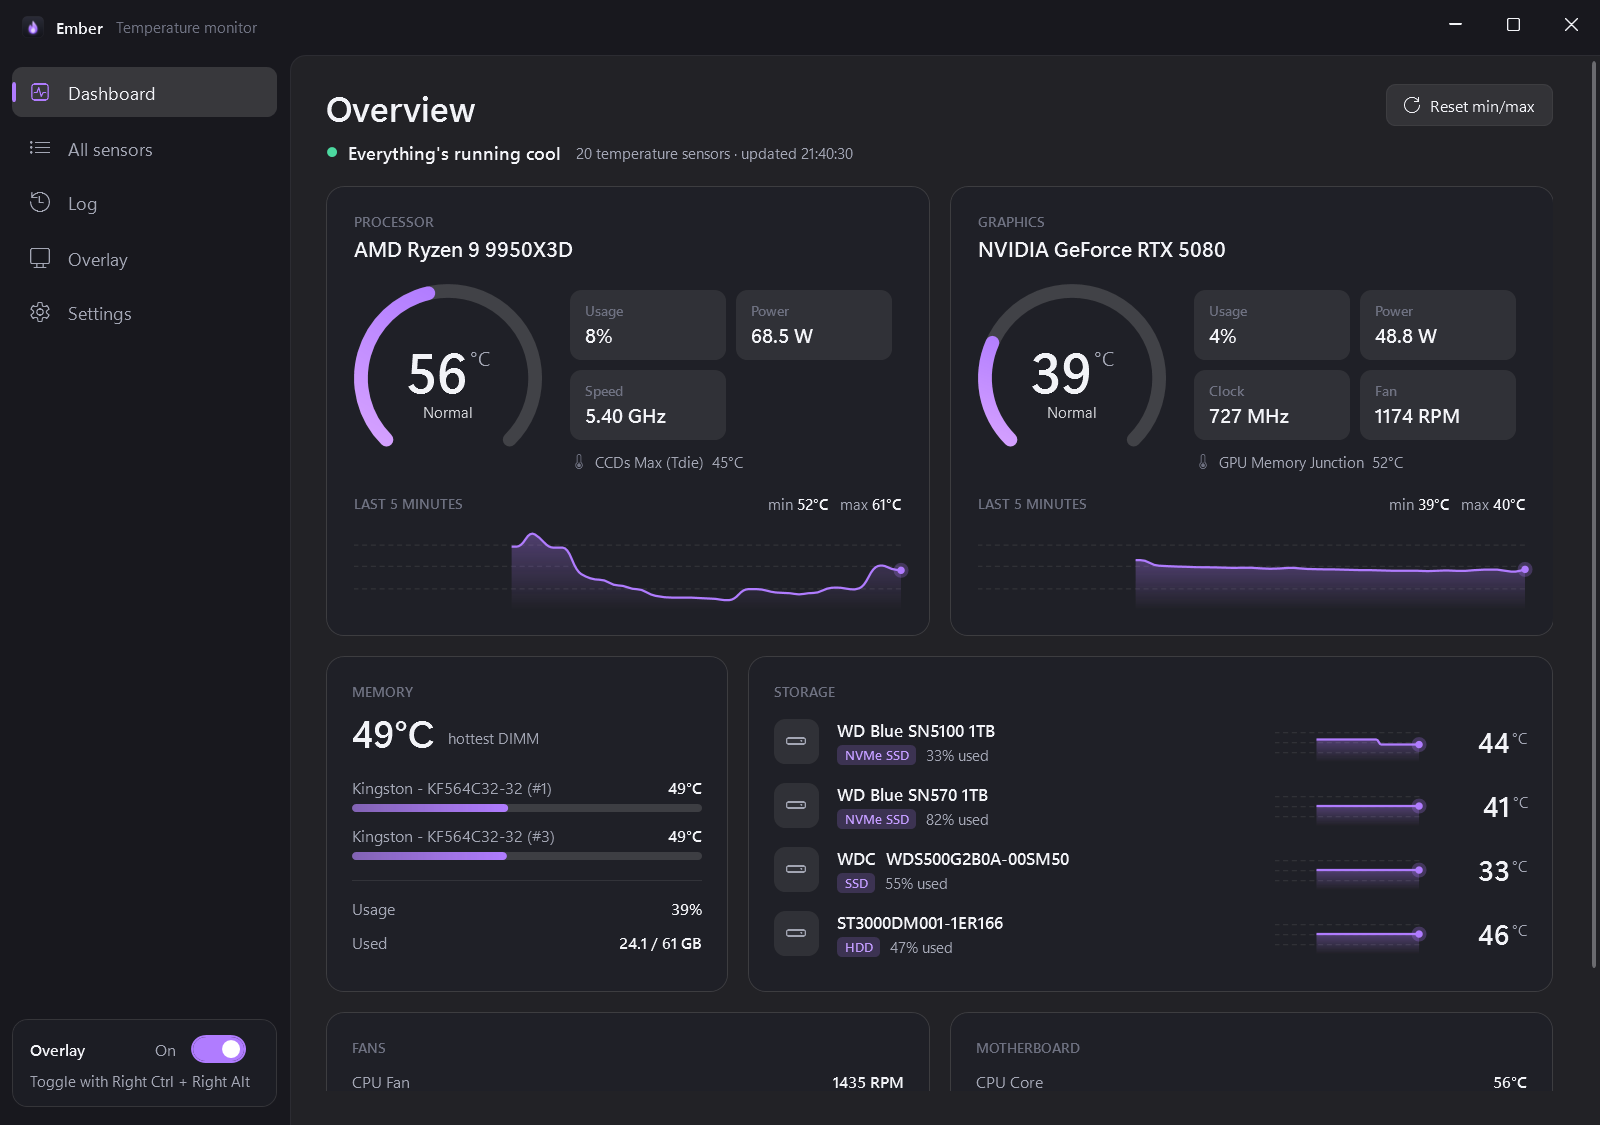 Ember Temperature monitor
Dashboard
All sensors
Log
Overlay
Settings
Overlay On
Toggle with Right Ctrl + Right Alt
Overview
Reset min/max
Everything's running cool 20 temperature sensors · updated 21:40:30
PROCESSOR
AMD Ryzen 9 9950X3D
56 °C
Normal
Usage
8%
Power
68.5 W
Speed
5.40 GHz
CCDs Max (Tdie) 45°C
LAST 5 MINUTES min 52°C max 61°C
GRAPHICS
NVIDIA GeForce RTX 5080
39 °C
Normal
Usage
4%
Power
48.8 W
Clock
727 MHz
Fan
1174 RPM
GPU Memory Junction 52°C
LAST 5 MINUTES min 39°C max 40°C
MEMORY
49°C hottest DIMM
Kingston - KF564C32-32 (#1) 49°C
Kingston - KF564C32-32 (#3) 49°C
Usage 39%
Used 24.1 / 61 GB
STORAGE
WD Blue SN5100 1TB
NVMe SSD 33% used
44 °C
WD Blue SN570 1TB
NVMe SSD 82% used
41 °C
WDC WDS500G2B0A-00SM50
SSD 55% used
33 °C
ST3000DM001-1ER166
HDD 47% used
46 °C
FANS
CPU Fan 1435 RPM
MOTHERBOARD
CPU Core 56°C